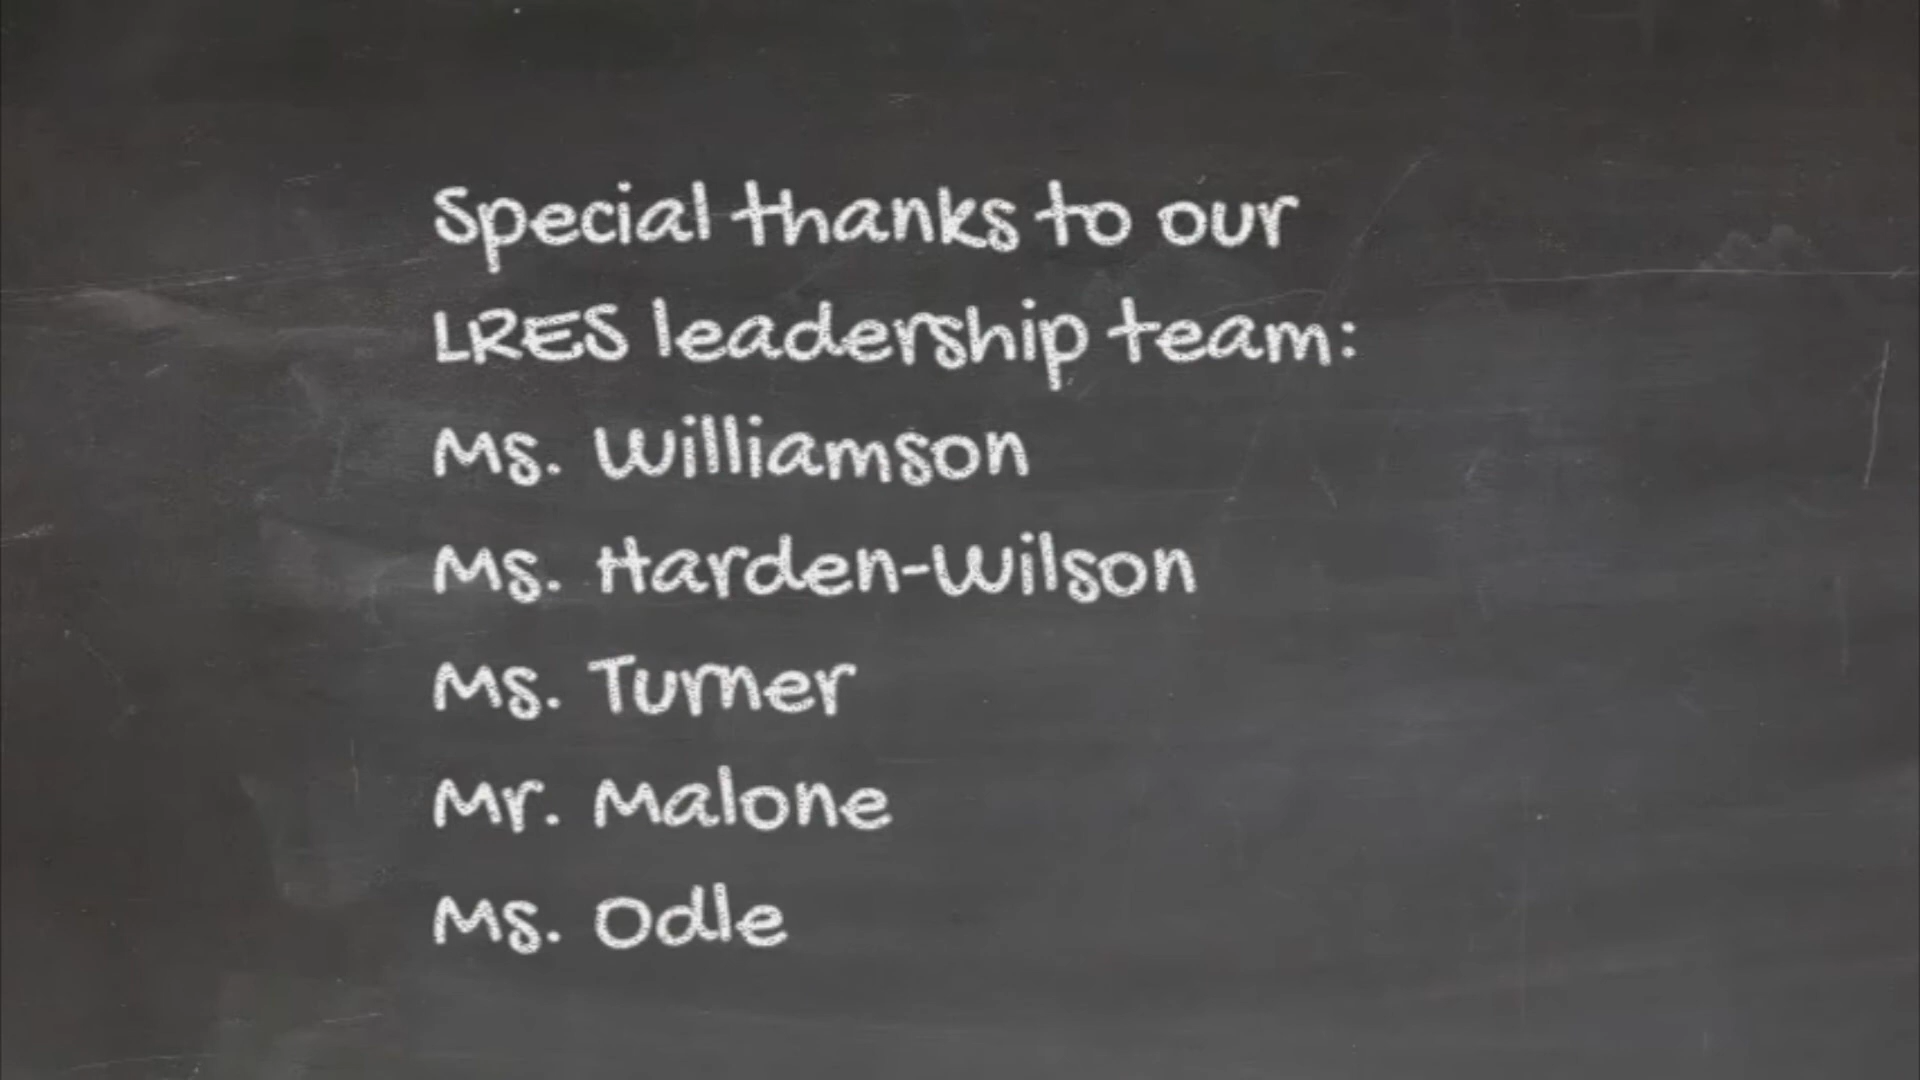 Special thanks to our
LRES leadership team:
Ms. Williamson
Ms. Harden-Wilson
Ms. Turner
Mr. Malone
Ms. Odle